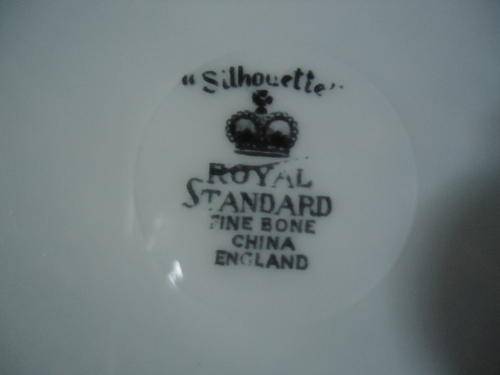 "Silhouette"
ROYAL
STANDARD
FINE BONE
CHINA
ENGLAND